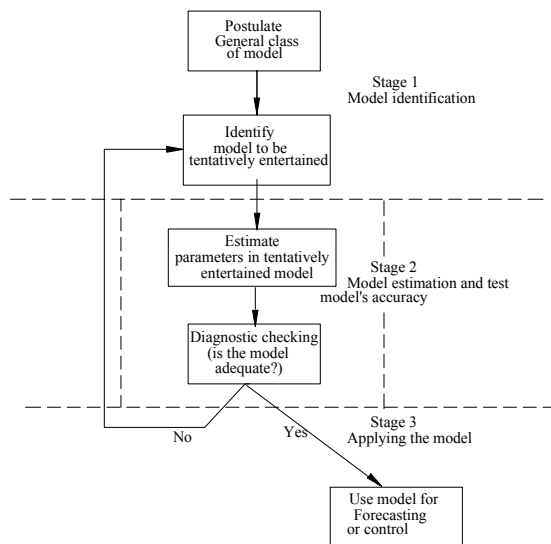 Postulate
General class
of model
Stage 1
Model identification
Identify
model to be
tentatively entertained
Estimate
parameters in tentatively
entertained model
Stage 2
Model estimation and test
model's accuracy
Diagnostic checking
(is the model
adequate?)
Stage 3
Applying the model
No
Yes
Use model for
Forecasting
or control